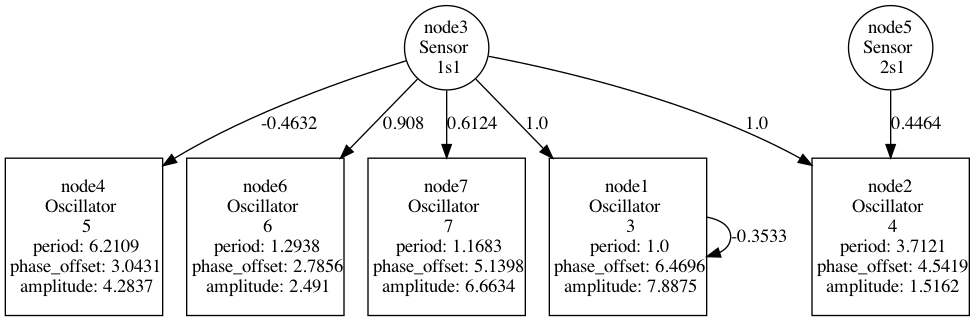 node3
Sensor
1s1
node5
Sensor
2s1
-0.4632
0.908
0.6124
1.0
1.0
0.4464
node4
Oscillator
5
period: 6.2109
phase_offset: 3.0431
amplitude: 4.2837
node6
Oscillator
6
period: 1.2938
phase_offset: 2.7856
amplitude: 2.491
node7
Oscillator
7
period: 1.1683
phase_offset: 5.1398
amplitude: 6.6634
node1
Oscillator
3
period: 1.0
phase_offset: 6.4696
amplitude: 7.8875
-0.3533
node2
Oscillator
4
period: 3.7121
phase_offset: 4.5419
amplitude: 1.5162